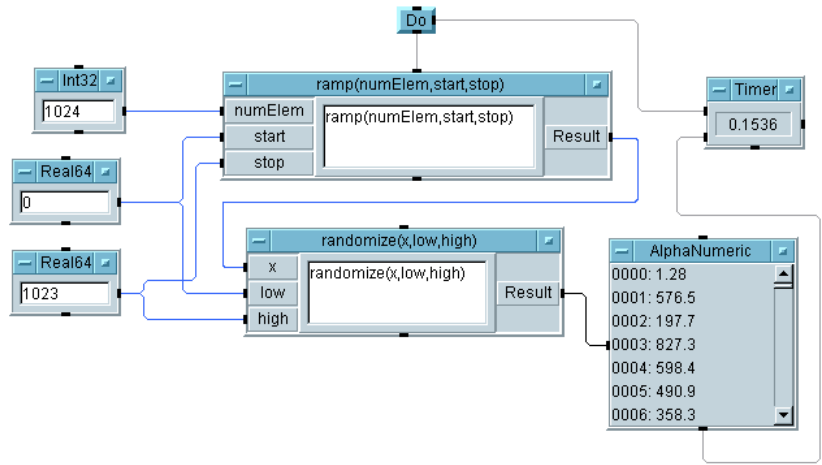 Do
Int32
1024
ramp(numElem,start,stop)
numElem
start
stop
ramp(numElem,start,stop)
Result
Timer
0.1536
Real64
0
Real64
1023
randomize(x,low,high)
x
low
high
randomize(x,low,high)
Result
AlphaNumeric
0000: 1.28
0001: 576.5
0002: 197.7
0003: 827.3
0004: 598.4
0005: 490.9
0006: 358.3